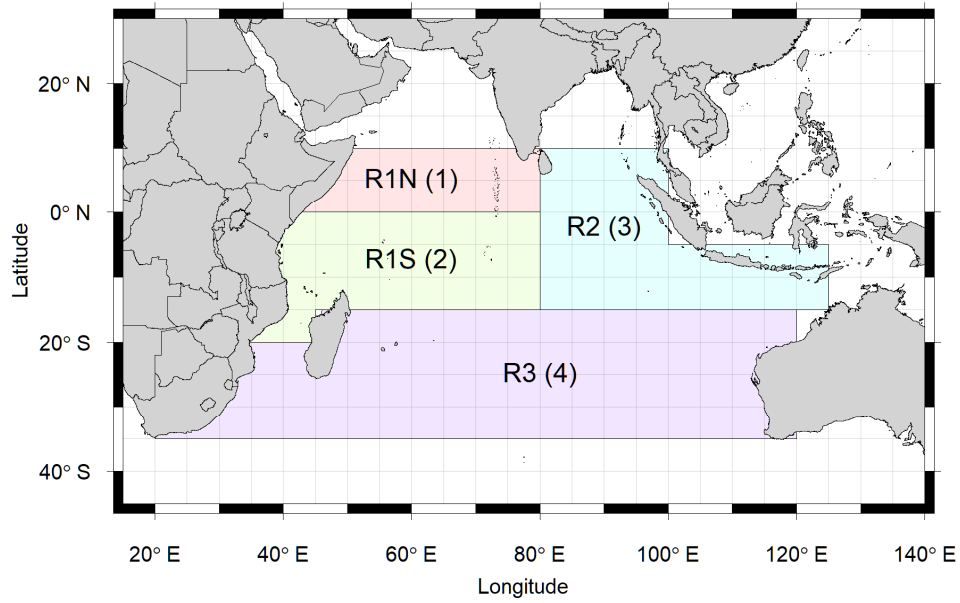 20° N
R1N (1)
0° N
R2 (3)
R1S (2)
Latitude
20° S
R3 (4)
40° S
20° E
40° E
60° E
80° E
100° E
120° E
140° E
Longitude